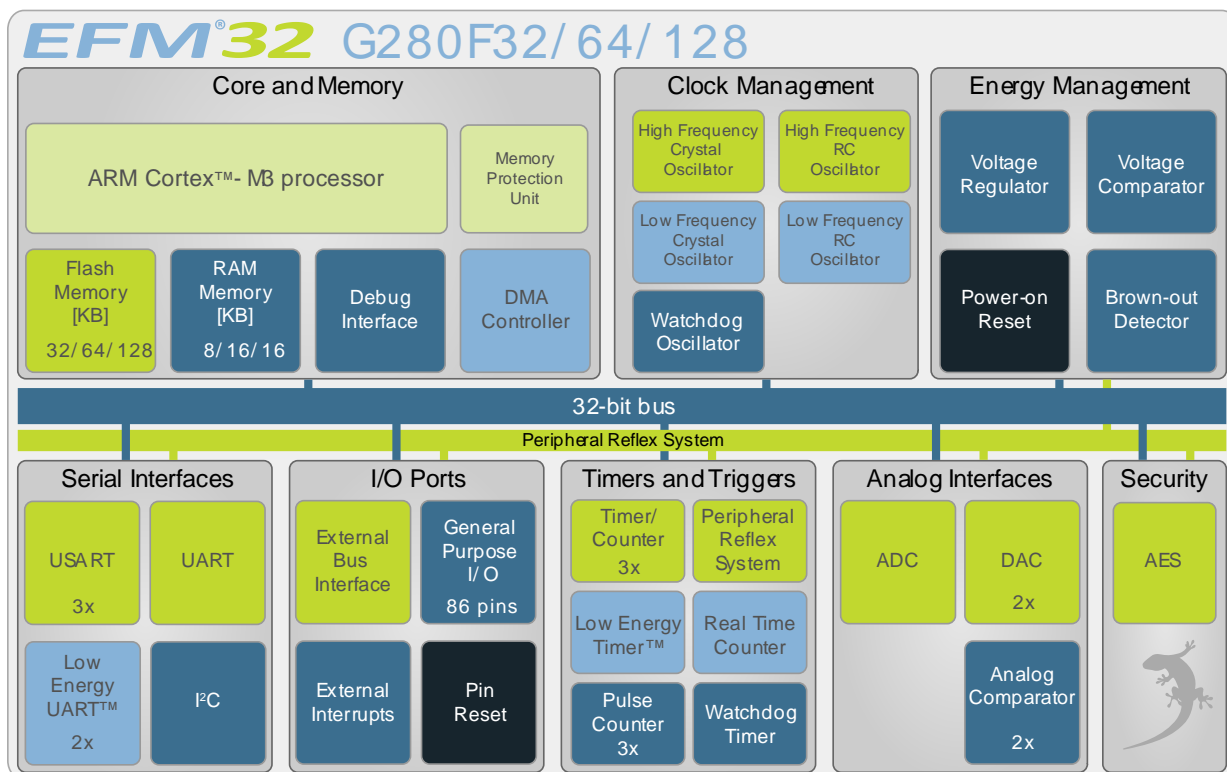 EFM®32 G280F32/64/128
Core and Memory
ARM Cortex™-M3 processor
Memory
Protection
Unit
Flash
Memory
[KB]
32/64/128
RAM
Memory
[KB]
8/16/16
Debug
Interface
DMA
Controller
Clock Management
High Frequency
Crystal
Oscillator
High Frequency
RC
Oscillator
Low Frequency
Crystal
Oscillator
Low Frequency
RC
Oscillator
Watchdog
Oscillator
Energy Management
Voltage
Regulator
Voltage
Comparator
Power-on
Reset
Brown-out
Detector
32-bit bus
Peripheral Reflex System
Serial Interfaces
USART
3x
UART
Low
Energy
UART™
2x
I²C
I/O Ports
External
Bus
Interface
General
Purpose
I/O
86 pins
External
Interrupts
Pin
Reset
Timers and Triggers
Timer/
Counter
3x
Peripheral
Reflex
System
Low Energy
Timer™
Real Time
Counter
Pulse
Counter
3x
Watchdog
Timer
Analog Interfaces
ADC
DAC
2x
Analog
Comparator
2x
Security
AES